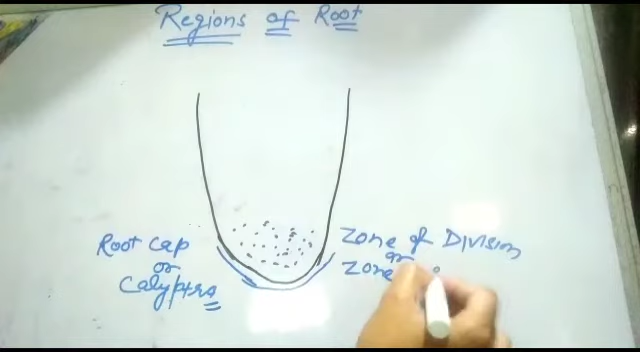 Regions of Root
Root Cap
or
Calyptra
Zone of Division
or
Zone